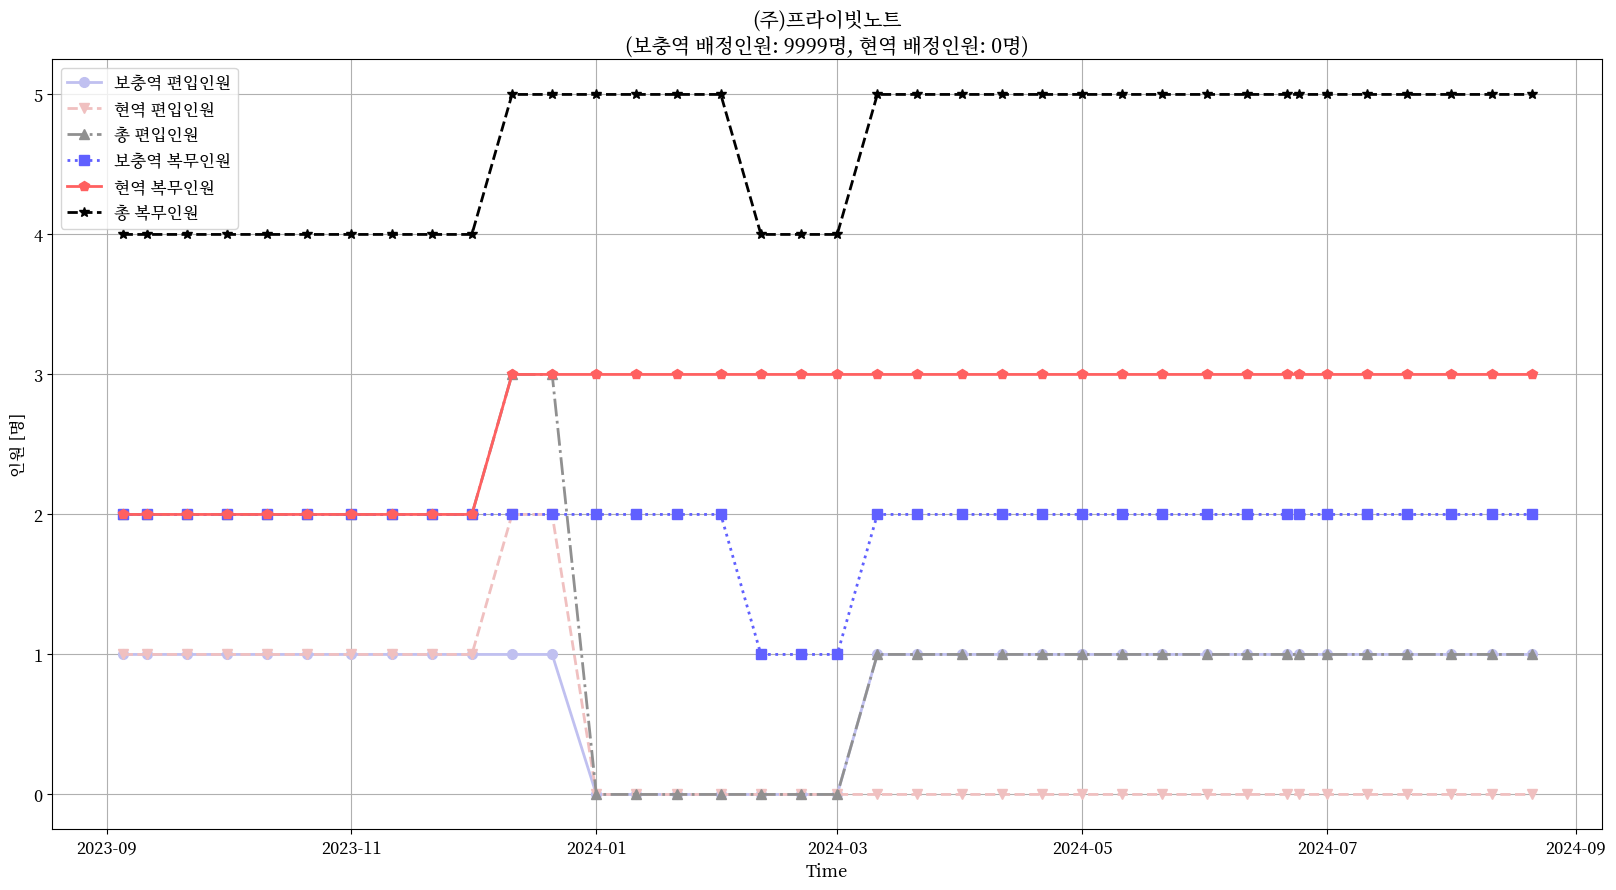 (주)프라이빗노트
(보충역 배정인원: 9999명, 현역 배정인원: 0명)
보충역 편입인원
현역 편입인원
총 편입인원
보충역 복무인원
현역 복무인원
총 복무인원
인원 [명]
5
4
3
2
1
0
2023-09
2023-11
2024-01
2024-03
2024-05
2024-07
2024-09
Time